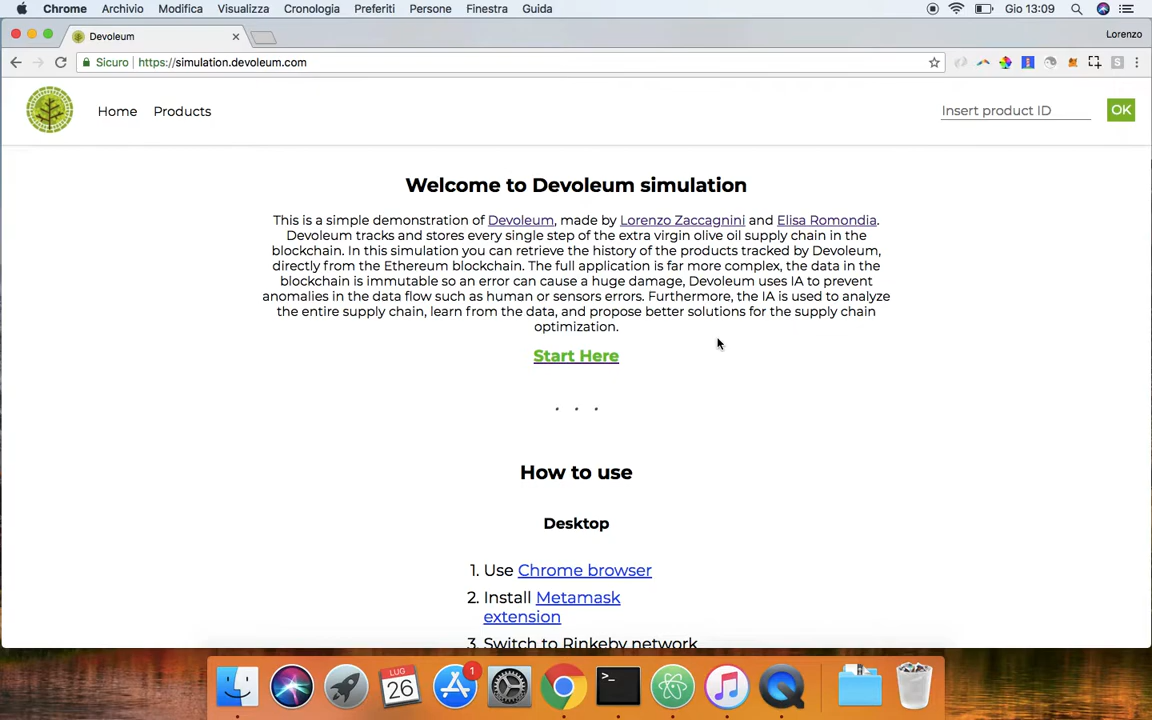 Chrome Archivio Modifica Visualizza Cronologia Preferiti Persone Finestra Guida Gio 13:09
Devoleum Lorenzo
Sicuro https://simulation.devoleum.com
Home Products Insert product ID OK
Welcome to Devoleum simulation
This is a simple demonstration of Devoleum, made by Lorenzo Zaccagnini and Elisa Romondia.
Devoleum tracks and stores every single step of the extra virgin olive oil supply chain in the
blockchain. In this simulation you can retrieve the history of the products tracked by Devoleum,
directly from the Ethereum blockchain. The full application is far more complex, the data in the
blockchain is immutable so an error can cause a huge damage, Devoleum uses IA to prevent
anomalies in the data flow such as human or sensors errors. Furthermore, the IA is used to analyze
the entire supply chain, learn from the data, and propose better solutions for the supply chain
optimization.
Start Here
. . .
How to use
Desktop
1. Use Chrome browser
2. Install Metamask
extension
3. Switch to Rinkeby network
LUG
26
1
>_